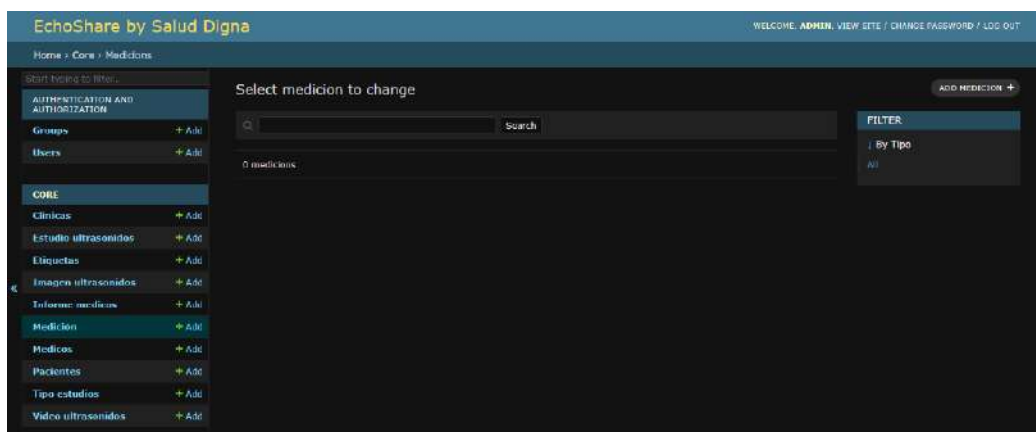 EchoShare by Salud Digna
WELCOME, ADMIN. VIEW SITE / CHANGE PASSWORD / LOG OUT
Home › Core › Medicions
Start typing to filter...
AUTHENTICATION AND
AUTHORIZATION
Groups + Add
Users + Add
CORE
Clinicas + Add
Estudio ultrasonidos + Add
Etiquetas + Add
Imagen ultrasonidos + Add
Informe medicos + Add
Medicion + Add
Medicos + Add
Pacientes + Add
Tipo estudios + Add
Video ultrasonidos + Add
«
Select medicion to change
ADD MEDICION +
Search
0 medicions
FILTER
↓ By Tipo
All